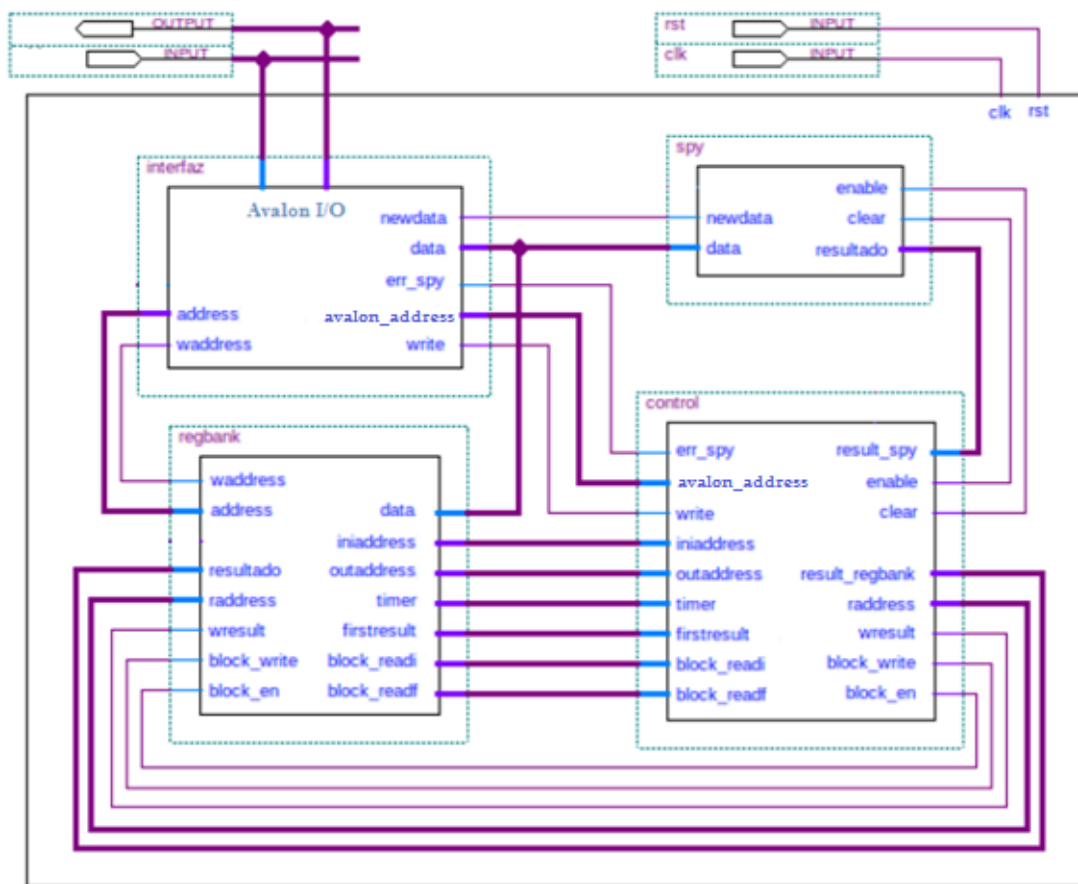 OUTPUT
INPUT
rst
INPUT
clk
INPUT
clk
rst
interfaz
Avalon I/O
newdata
data
err_spy
avalon_address
write
address
waddress
spy
newdata
data
enable
clear
resultado
regbank
waddress
address
resultado
raddress
wresult
block_write
block_en
data
iniaddress
outaddress
timer
firstresult
block_readi
block_readf
control
err_spy
avalon_address
write
iniaddress
outaddress
timer
firstresult
block_readi
block_readf
result_spy
enable
clear
result_regbank
raddress
wresult
block_write
block_en